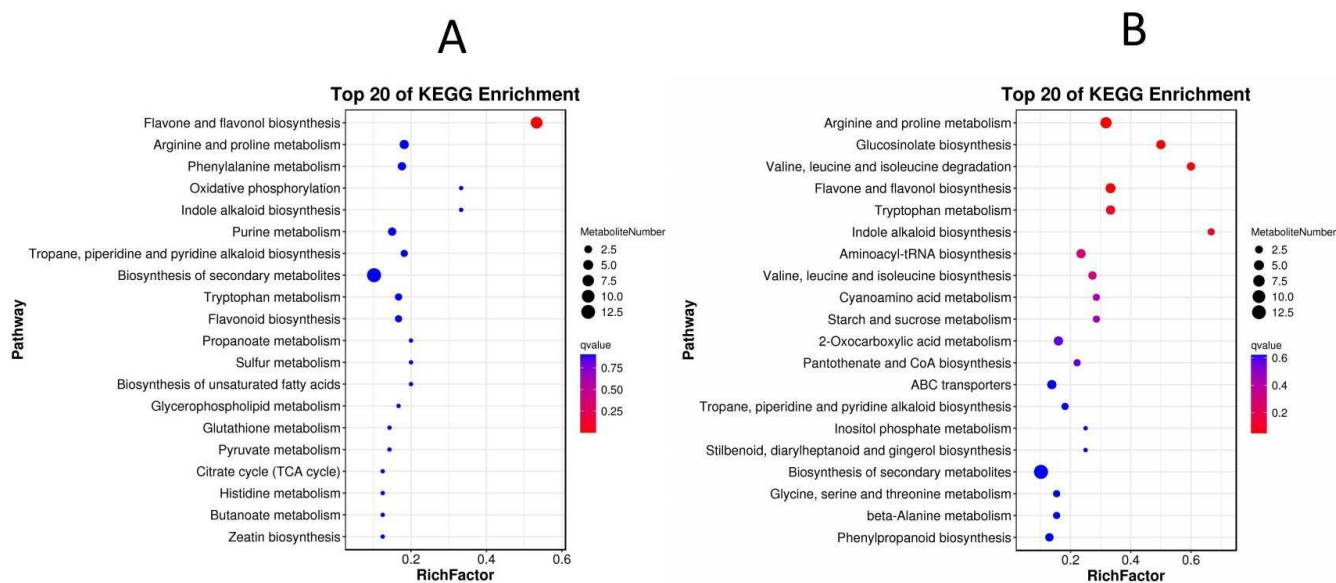 A
Top 20 of KEGG Enrichment
Pathway
Flavone and flavonol biosynthesis
Arginine and proline metabolism
Phenylalanine metabolism
Oxidative phosphorylation
Indole alkaloid biosynthesis
Purine metabolism
Tropane, piperidine and pyridine alkaloid biosynthesis
Biosynthesis of secondary metabolites
Tryptophan metabolism
Flavonoid biosynthesis
Propanoate metabolism
Sulfur metabolism
Biosynthesis of unsaturated fatty acids
Glycerophospholipid metabolism
Glutathione metabolism
Pyruvate metabolism
Citrate cycle (TCA cycle)
Histidine metabolism
Butanoate metabolism
Zeatin biosynthesis
0.2 0.4 0.6
RichFactor
MetaboliteNumber
2.5
5.0
7.5
10.0
12.5
qvalue
0.75
0.50
0.25
B
Top 20 of KEGG Enrichment
Pathway
Arginine and proline metabolism
Glucosinolate biosynthesis
Valine, leucine and isoleucine degradation
Flavone and flavonol biosynthesis
Tryptophan metabolism
Indole alkaloid biosynthesis
Aminoacyl-tRNA biosynthesis
Valine, leucine and isoleucine biosynthesis
Cyanoamino acid metabolism
Starch and sucrose metabolism
2-Oxocarboxylic acid metabolism
Pantothenate and CoA biosynthesis
ABC transporters
Tropane, piperidine and pyridine alkaloid biosynthesis
Inositol phosphate metabolism
Stilbenoid, diarylheptanoid and gingerol biosynthesis
Biosynthesis of secondary metabolites
Glycine, serine and threonine metabolism
beta-Alanine metabolism
Phenylpropanoid biosynthesis
0.2 0.4 0.6
RichFactor
MetaboliteNumber
2.5
5.0
7.5
10.0
12.5
qvalue
0.6
0.4
0.2